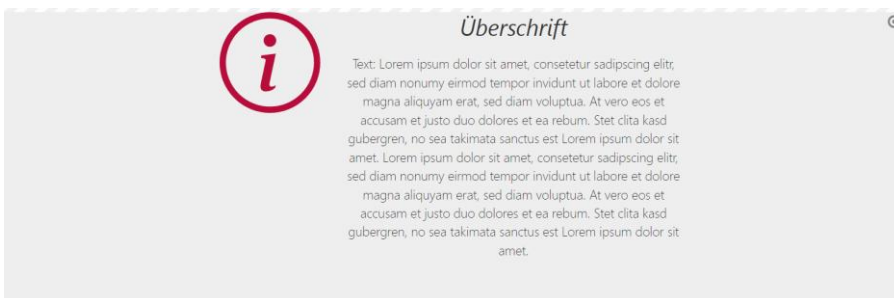 i
Überschrift
Text: Lorem ipsum dolor sit amet, consetetur sadipscing elitr,
sed diam nonumy eirmod tempor invidunt ut labore et dolore
magna aliquyam erat, sed diam voluptua. At vero eos et
accusam et justo duo dolores et ea rebum. Stet clita kasd
gubergren, no sea takimata sanctus est Lorem ipsum dolor sit
amet. Lorem ipsum dolor sit amet, consetetur sadipscing elitr,
sed diam nonumy eirmod tempor invidunt ut labore et dolore
magna aliquyam erat, sed diam voluptua. At vero eos et
accusam et justo duo dolores et ea rebum. Stet clita kasd
gubergren, no sea takimata sanctus est Lorem ipsum dolor sit
amet.